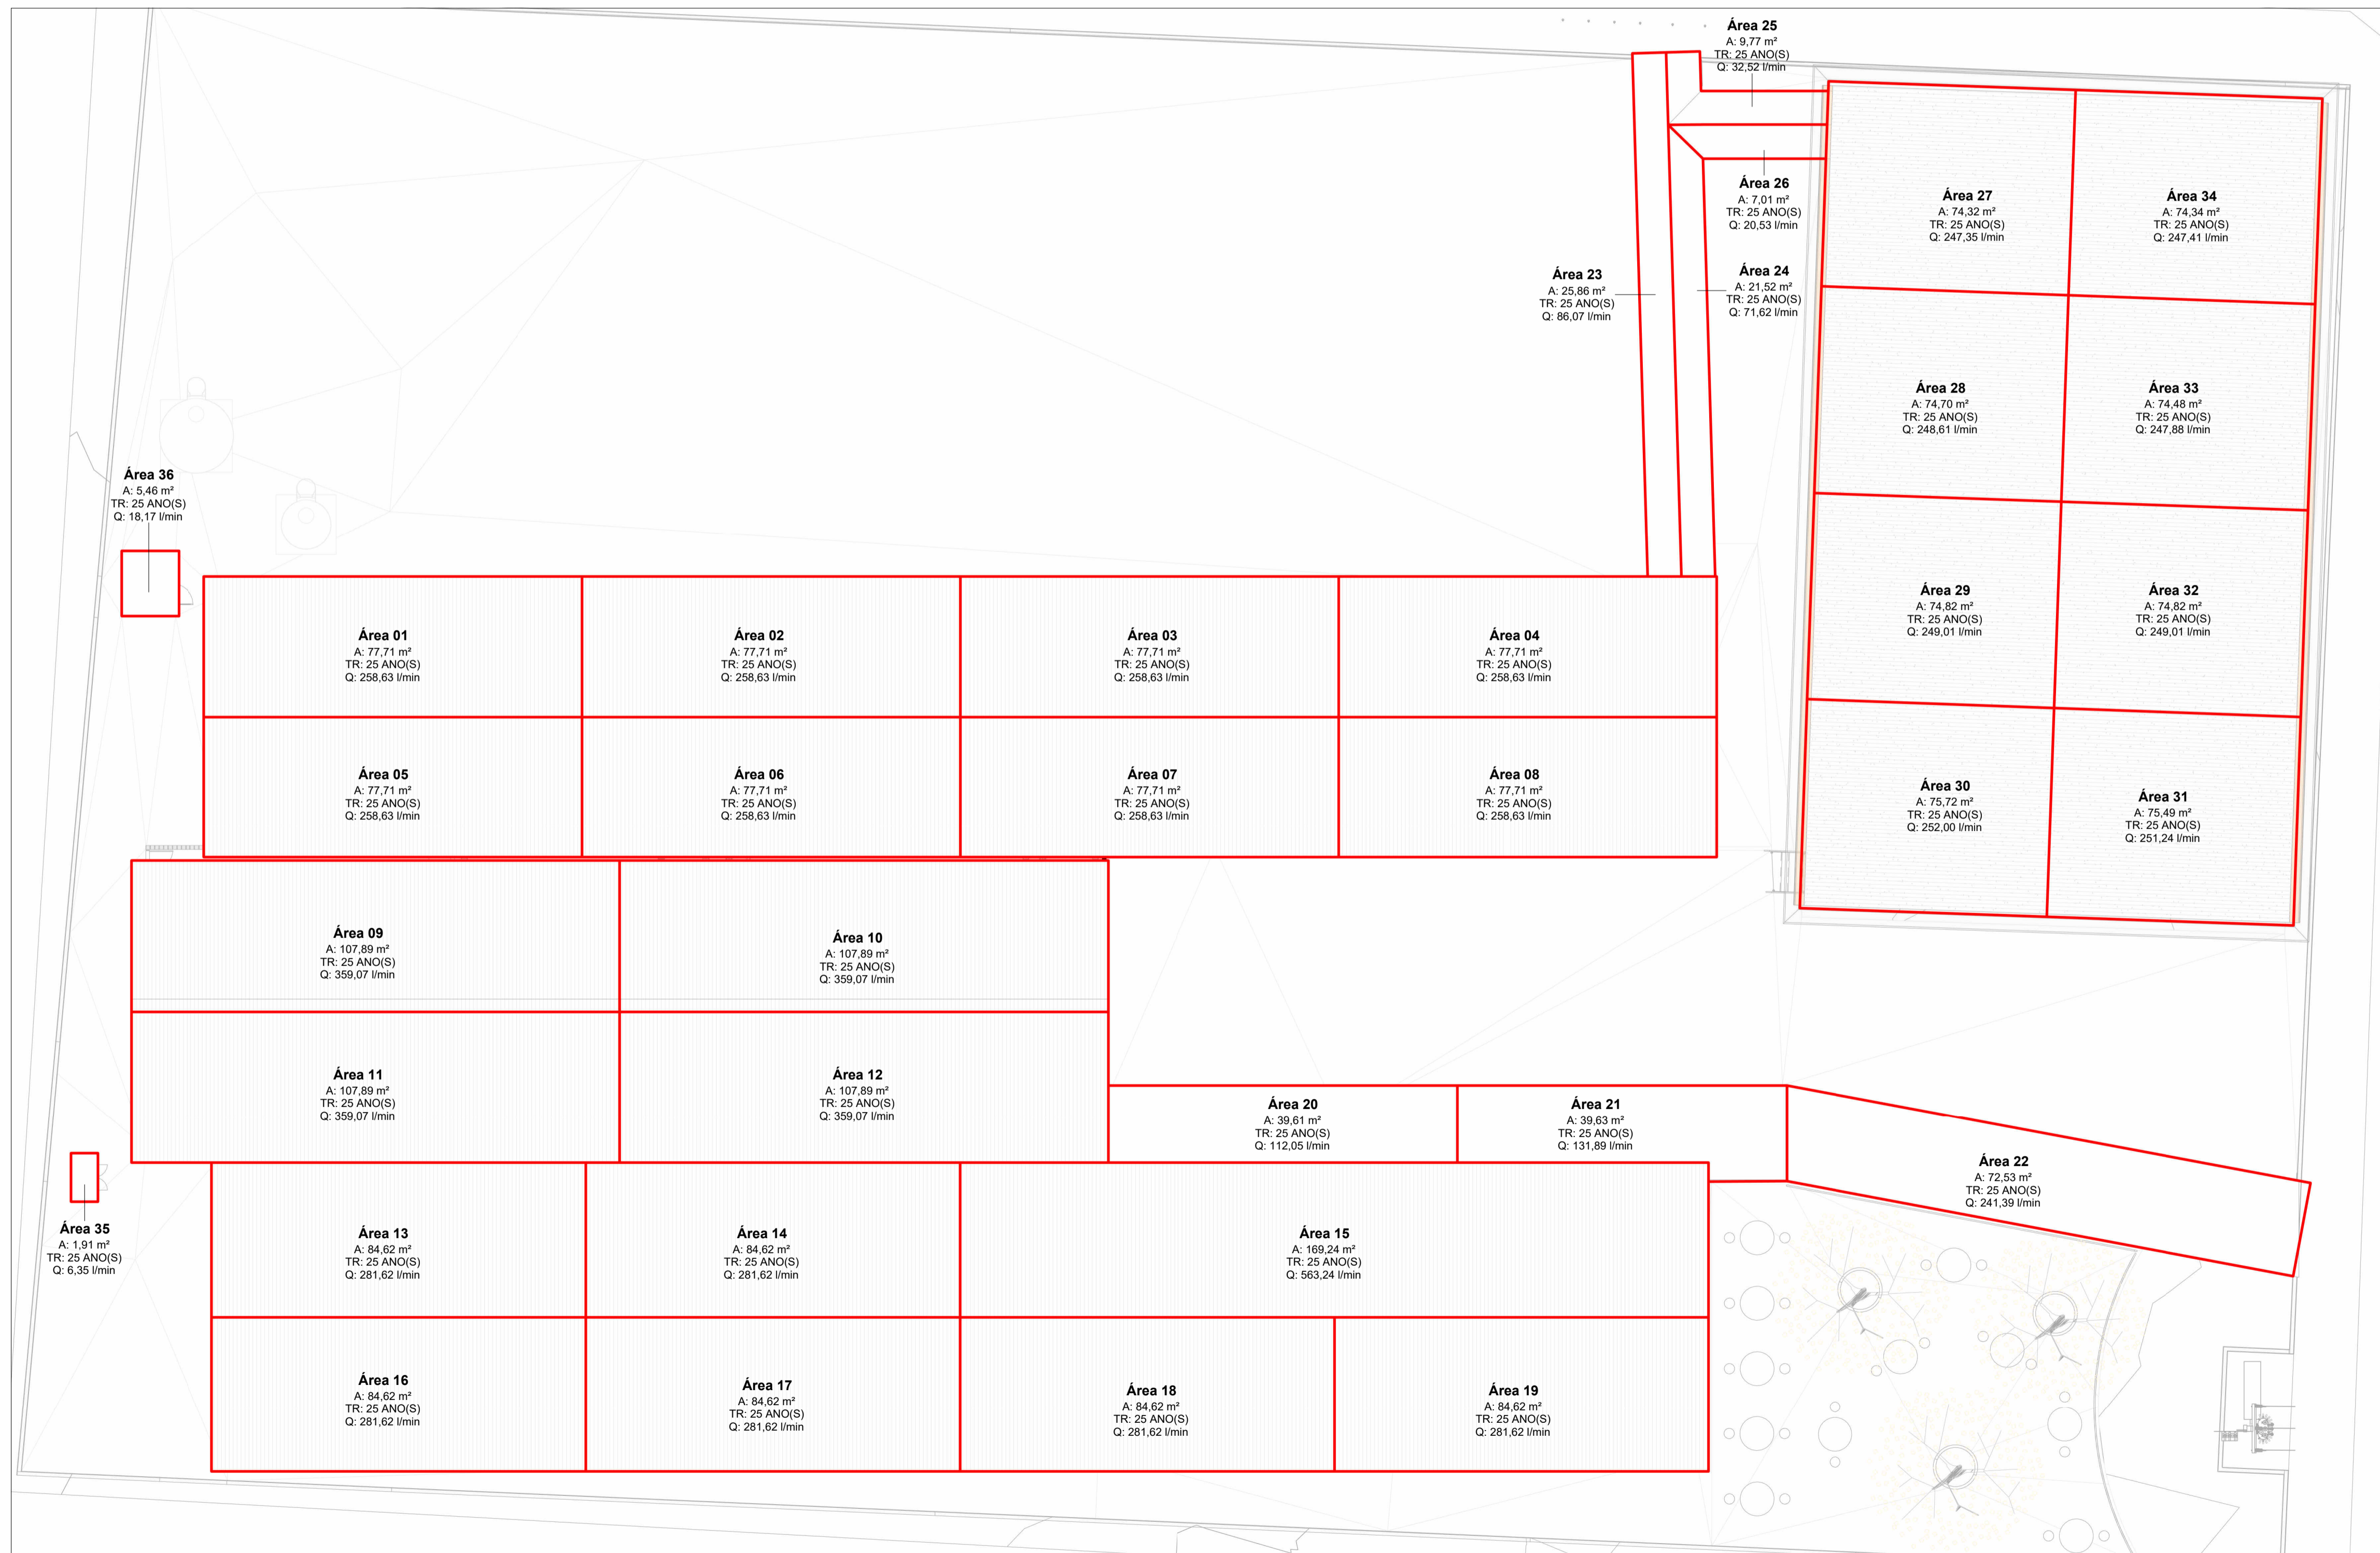 Área 25
A: 9,77 m²
TR: 25 ANO(S)
Q: 32,52 l/min
Área 26
A: 7,01 m²
TR: 25 ANO(S)
Q: 20,53 l/min
Área 27
A: 74,32 m²
TR: 25 ANO(S)
Q: 247,35 l/min
Área 34
A: 74,34 m²
TR: 25 ANO(S)
Q: 247,41 l/min
Área 23
A: 25,86 m²
TR: 25 ANO(S)
Q: 86,07 l/min
Área 24
A: 21,52 m²
TR: 25 ANO(S)
Q: 71,62 l/min
Área 28
A: 74,70 m²
TR: 25 ANO(S)
Q: 248,61 l/min
Área 33
A: 74,48 m²
TR: 25 ANO(S)
Q: 247,88 l/min
Área 36
A: 5,46 m²
TR: 25 ANO(S)
Q: 18,17 l/min
Área 29
A: 74,82 m²
TR: 25 ANO(S)
Q: 249,01 l/min
Área 32
A: 74,82 m²
TR: 25 ANO(S)
Q: 249,01 l/min
Área 01
A: 77,71 m²
TR: 25 ANO(S)
Q: 258,63 l/min
Área 02
A: 77,71 m²
TR: 25 ANO(S)
Q: 258,63 l/min
Área 03
A: 77,71 m²
TR: 25 ANO(S)
Q: 258,63 l/min
Área 04
A: 77,71 m²
TR: 25 ANO(S)
Q: 258,63 l/min
Área 05
A: 77,71 m²
TR: 25 ANO(S)
Q: 258,63 l/min
Área 06
A: 77,71 m²
TR: 25 ANO(S)
Q: 258,63 l/min
Área 07
A: 77,71 m²
TR: 25 ANO(S)
Q: 258,63 l/min
Área 08
A: 77,71 m²
TR: 25 ANO(S)
Q: 258,63 l/min
Área 30
A: 75,72 m²
TR: 25 ANO(S)
Q: 252,00 l/min
Área 31
A: 75,49 m²
TR: 25 ANO(S)
Q: 251,24 l/min
Área 09
A: 107,89 m²
TR: 25 ANO(S)
Q: 359,07 l/min
Área 10
A: 107,89 m²
TR: 25 ANO(S)
Q: 359,07 l/min
Área 11
A: 107,89 m²
TR: 25 ANO(S)
Q: 359,07 l/min
Área 12
A: 107,89 m²
TR: 25 ANO(S)
Q: 359,07 l/min
Área 20
A: 39,61 m²
TR: 25 ANO(S)
Q: 112,05 l/min
Área 21
A: 39,63 m²
TR: 25 ANO(S)
Q: 131,89 l/min
Área 22
A: 72,53 m²
TR: 25 ANO(S)
Q: 241,39 l/min
Área 35
A: 1,91 m²
TR: 25 ANO(S)
Q: 6,35 l/min
Área 13
A: 84,62 m²
TR: 25 ANO(S)
Q: 281,62 l/min
Área 14
A: 84,62 m²
TR: 25 ANO(S)
Q: 281,62 l/min
Área 15
A: 169,24 m²
TR: 25 ANO(S)
Q: 563,24 l/min
Área 16
A: 84,62 m²
TR: 25 ANO(S)
Q: 281,62 l/min
Área 17
A: 84,62 m²
TR: 25 ANO(S)
Q: 281,62 l/min
Área 18
A: 84,62 m²
TR: 25 ANO(S)
Q: 281,62 l/min
Área 19
A: 84,62 m²
TR: 25 ANO(S)
Q: 281,62 l/min